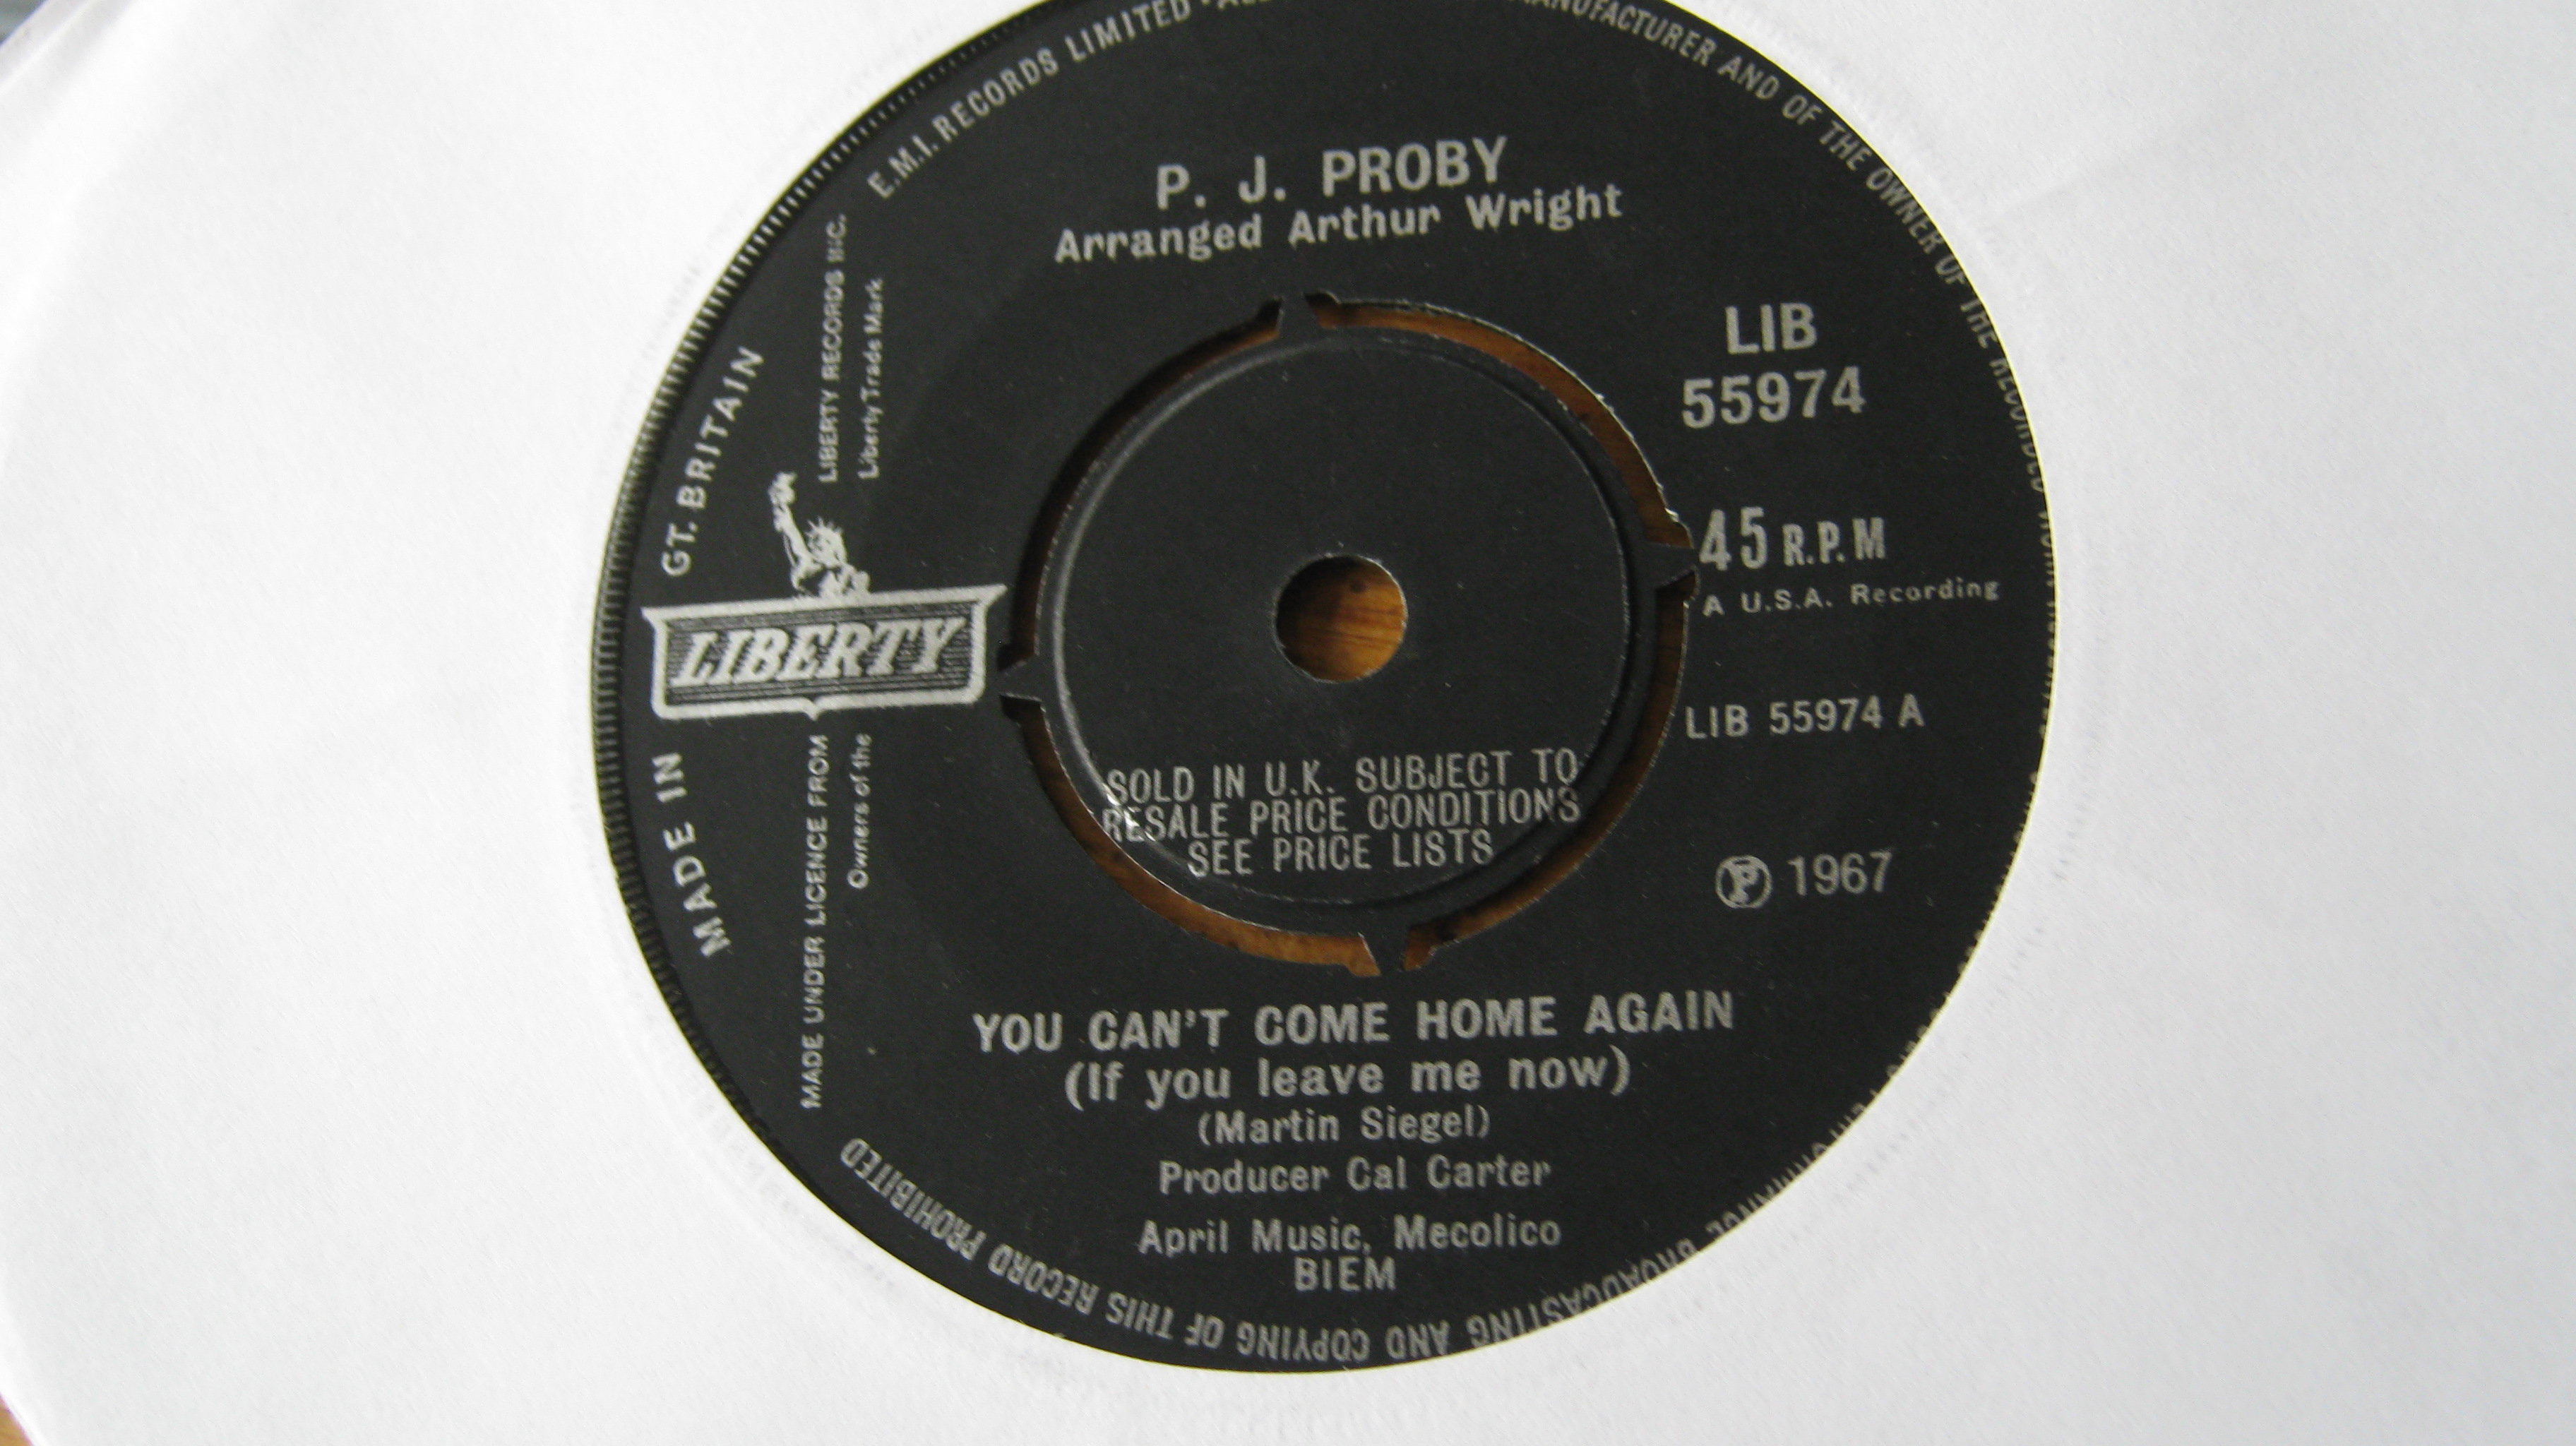 E.M.I. RECORDS LIMITED
MANUFACTURER AND OF THE OWNER OF THE RECORDED
P. J. PROBY
Arranged Arthur Wright
LIB
55974
45 R.P.M
A U.S.A. Recording
LIB 55974 A
℗ 1967
MADE IN GT. BRITAIN
LIBERTY
MADE UNDER LICENCE FROM LIBERTY RECORDS INC.
Owners of the Liberty Trade Mark
SOLD IN U.K. SUBJECT TO
RESALE PRICE CONDITIONS
SEE PRICE LISTS
YOU CAN'T COME HOME AGAIN
(If you leave me now)
(Martin Siegel)
Producer Cal Carter
April Music, Mecolico
BIEM
BROADCASTING AND COPYING OF THIS RECORD PROHIBITED